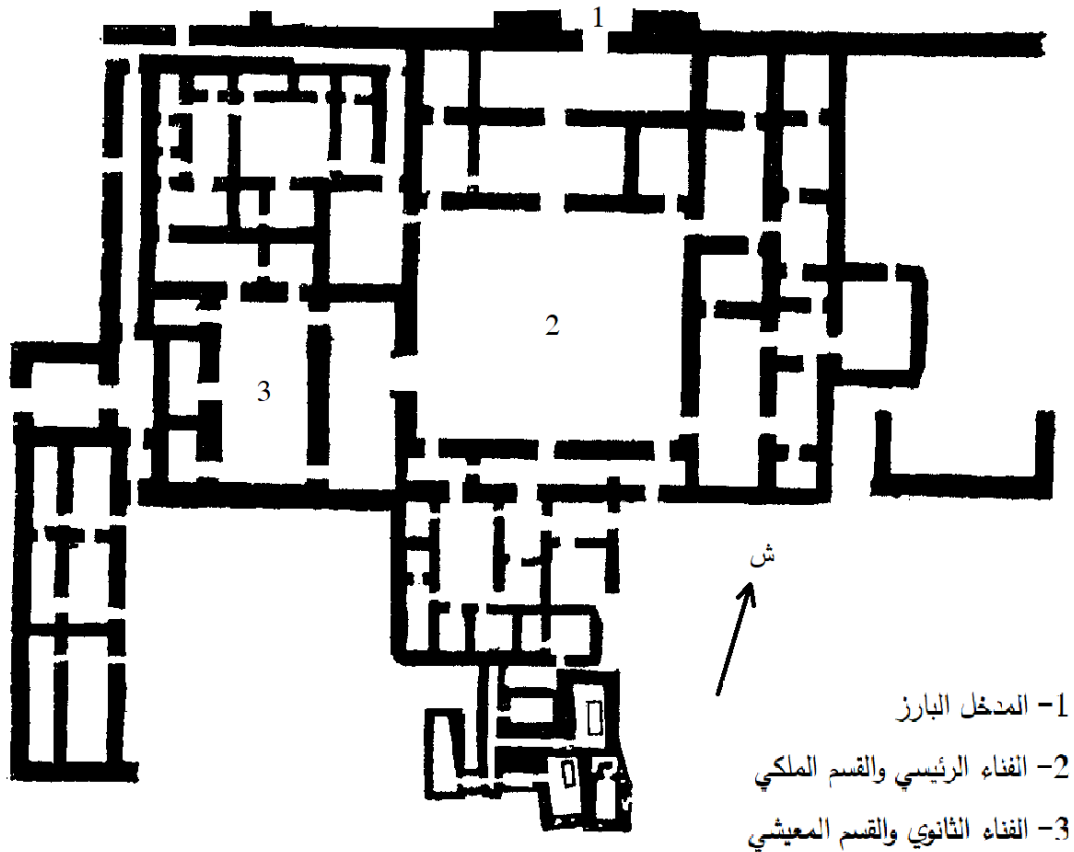 1
2
3
ش
1- المدخل البارز
2- الفناء الرئيسي والقسم الملكي
3- الفناء الثانوي والقسم المعيشي